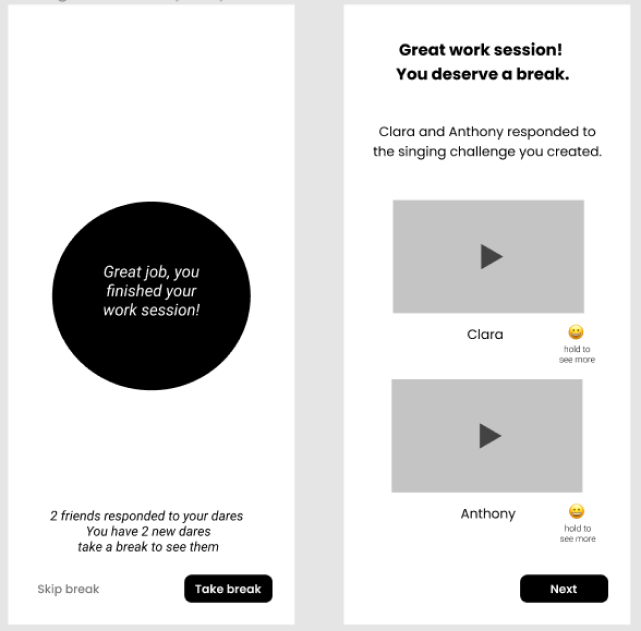 Great job, you
finished your
work session!
2 friends responded to your dares
You have 2 new dares
take a break to see them
Skip break
Take break
Great work session!
You deserve a break.
Clara and Anthony responded to
the singing challenge you created.
Clara
hold to
see more
Anthony
hold to
see more
Next